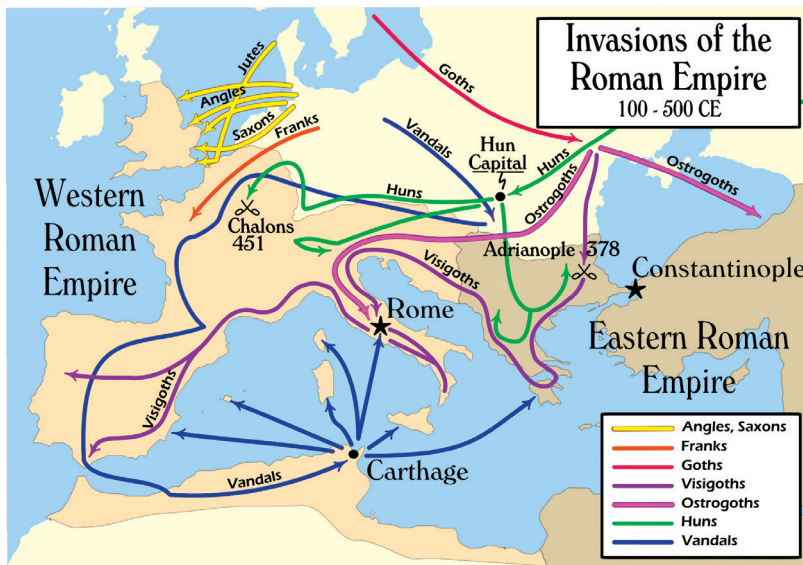 Invasions of the
Roman Empire
100 - 500 CE
Jutes
Angles
Saxons
Franks
Goths
Vandals
Hun
Capital
Huns
Ostrogoths
Huns
Ostrogoths
Western
Roman
Empire
Chalons
451
Adrianople 378
Visigoths
Constantinople
Rome
Eastern Roman
Empire
Visigoths
Carthage
Vandals
Angles, Saxons
Franks
Goths
Visigoths
Ostrogoths
Huns
Vandals